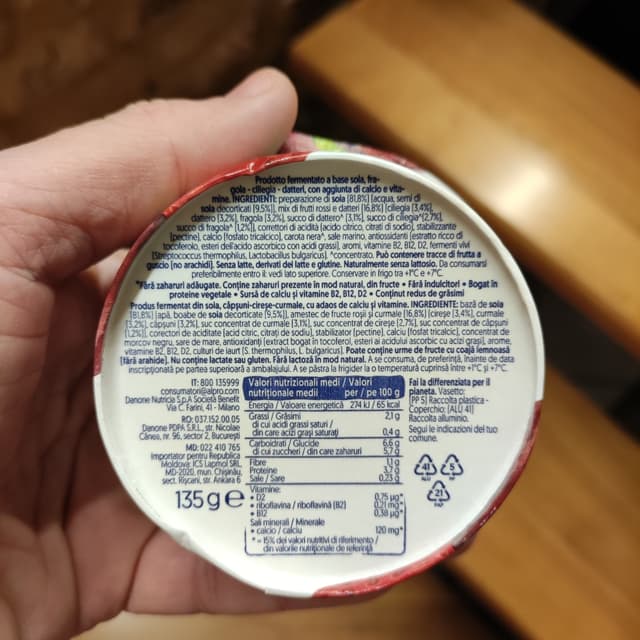 Prodotto fermentato a base soia, fra-
gola - ciliegia - datteri, con aggiunta di calcio e vita-
mine. INGREDIENTI: preparazione di soia [81,8%] [acqua, semi di
soia decorticati (9,5%)], mix di frutti rossi e datteri [16,8%] [ciliegia (3,4%),
dattero (3,2%), fragola (3,2%), succo di dattero^ (3,1%), succo di ciliegia^(2,7%),
succo di fragola^ (1,2%)], correttori di acidità [acido citrico, citrati di sodio), stabilizzante
[pectine], calcio [fosfato tricalcico], carota nera^, sale marino, antiossidanti (estratto ricco di
tocoferolo, esteri dell'acido ascorbico con acidi grassi), aromi, vitamine B2, B12, D2, fermenti vivi
[Streptococcus thermophilus, Lactobacillus bulgaricus]. ^concentrato. Può contenere tracce di frutta a
guscio [no arachidi]. Senza latte, derivati del latte e glutine. Naturalmente senza lattosio. Da consumarsi
preferibilmente entro il: vedi lato superiore. Conservare in frigo tra +1°C e +7°C.
*Fără zaharuri adăugate. Conține zaharuri prezente în mod natural, din fructe • Fără îndulcitori • Bogat în
proteine vegetale • Sursă de calciu și vitamine B2, B12, D2 • Conținut redus de grăsimi
Produs fermentat din soia, căpșuni-cireșe-curmale, cu adaos de calciu și vitamine. INGREDIENTE: bază de soia
[81,8%] [apă, boabe de soia decorticate (9,5%)], amestec de fructe roșii și curmale [16,8%] [cireșe (3,4%), curmale
(3,2%), căpșuni (3,2%), suc concentrat de curmale (3,1%), suc concentrat de cireșe (2,7%), suc concentrat de căpșuni
(1,2%)], corectori de aciditate (acid citric, citrați de sodiu), stabilizator [pectine], calciu [fosfat tricalcic], concentrat de
morcov negru, sare de mare, antioxidanți (extract bogat în tocoferol, esteri ai acidului ascorbic cu acizi grași), arome,
vitamine B2, B12, D2, culturi de iaurt (S. thermophilus, L. bulgaricus). Poate conține urme de fructe cu coajă lemnoasă
[fără arahide]. Nu conține lactate sau gluten. Fără lactoză în mod natural. A se consuma, de preferință, înainte de data
inscripționată pe partea superioară a ambalajului. A se păstra la frigider la o temperatură cuprinsă între +1°C și +7°C.
IT: 800 135999
consumatori@alpro.com
Danone Nutricia S.p.A Società Benefit
Via C. Farini, 41 - Milano
RO: 037.152.00.05
Danone PDPA S.R.L., str. Nicolae
Cânea, nr. 96, sector 2, București
MD: 022 410 765
Importator pentru Republica
Moldova: ICS Lapmol SRL,
MD-2020, mun. Chișinău,
sect. Rîșcani, str. Ankara 6
135g e
Valori nutrizionali medi / Valori
nutriționale medii per / pe 100 g
Energia / Valoare energetică 274 kJ / 65 kcal
Grassi / Grăsimi 2,1 g
di cui acidi grassi saturi /
din care acizi grași saturați 0,4 g
Carboidrati / Glucide 6,6 g
di cui zuccheri / din care zaharuri 5,7 g
Fibre 1,1 g
Proteine 3,7 g
Sale / Sare 0,23 g
Vitamine:
• D2 0,75 µg*
• riboflavina / riboflavină (B2) 0,21 mg*
• B12 0,38 µg*
Sali minerali / Minerale
• calcio / calciu 120 mg*
* = 15% dei valori nutritivi di riferimento /
din valorile nutriționale de referință
Fai la differenziata per il
pianeta. Vasetto:
[PP 5] Raccolta plastica -
Coperchio: [ALU 41]
Raccolta alluminio.
Segui le indicazioni del tuo
comune.
41 5
ALU PP
21
PAP